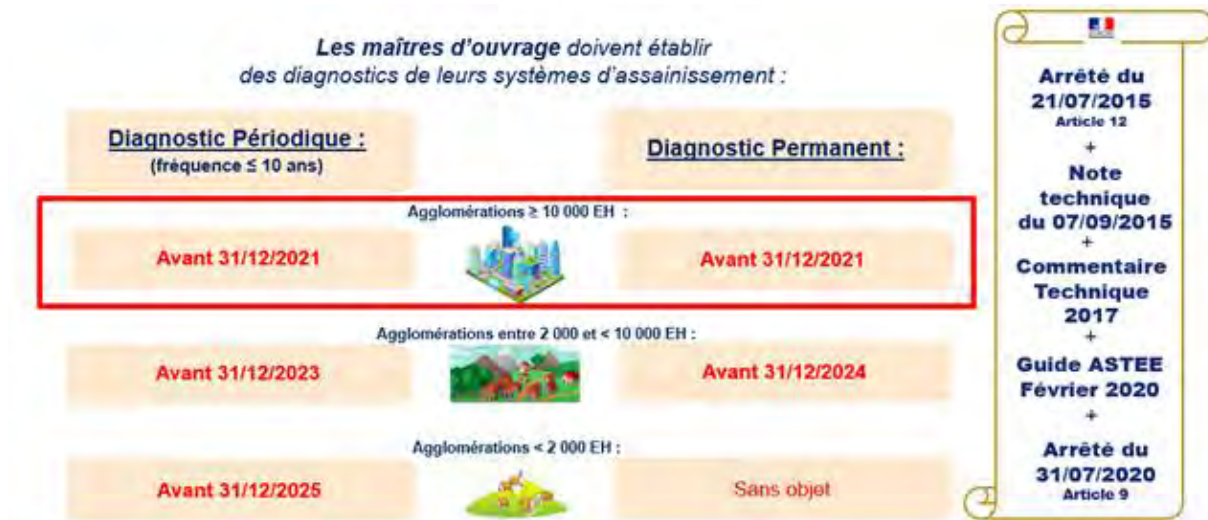 Les maîtres d'ouvrage doivent établir
des diagnostics de leurs systèmes d'assainissement :
Diagnostic Périodique :
(fréquence ≤ 10 ans)
Diagnostic Permanent :
Agglomérations ≥ 10 000 EH :
Avant 31/12/2021
Avant 31/12/2021
Agglomérations entre 2 000 et < 10 000 EH :
Avant 31/12/2023
Avant 31/12/2024
Agglomérations < 2 000 EH :
Avant 31/12/2025
Sans objet
Arrêté du
21/07/2015
Article 12
+
Note
technique
du 07/09/2015
+
Commentaire
Technique
2017
+
Guide ASTEE
Février 2020
+
Arrêté du
31/07/2020
Article 9